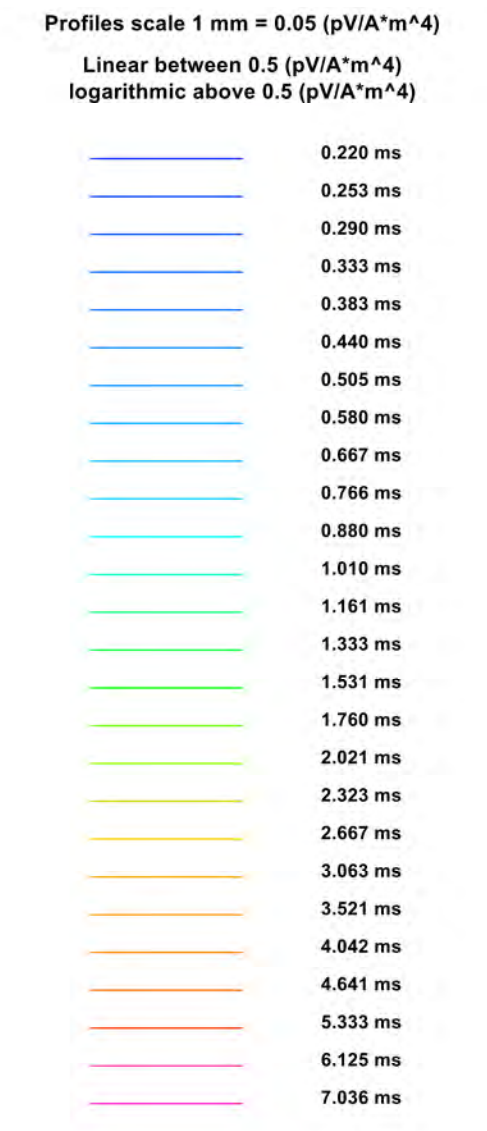 Profiles scale 1 mm = 0.05 (pV/A*m^4)
Linear between 0.5 (pV/A*m^4)
logarithmic above 0.5 (pV/A*m^4)
0.220 ms
0.253 ms
0.290 ms
0.333 ms
0.383 ms
0.440 ms
0.505 ms
0.580 ms
0.667 ms
0.766 ms
0.880 ms
1.010 ms
1.161 ms
1.333 ms
1.531 ms
1.760 ms
2.021 ms
2.323 ms
2.667 ms
3.063 ms
3.521 ms
4.042 ms
4.641 ms
5.333 ms
6.125 ms
7.036 ms